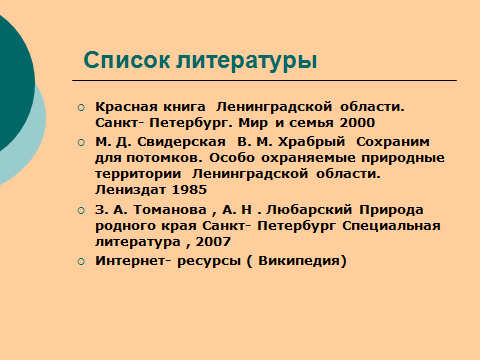 Список литературы
Красная книга Ленинградской области.
Санкт- Петербург. Мир и семья 2000
М. Д. Свидерская В. М. Храбрый Сохраним
для потомков. Особо охраняемые природные
территории Ленинградской области.
Лениздат 1985
З. А. Томанова , А. Н . Любарский Природа
родного края Санкт- Петербург Специальная
литература , 2007
Интернет- ресурсы ( Википедия)